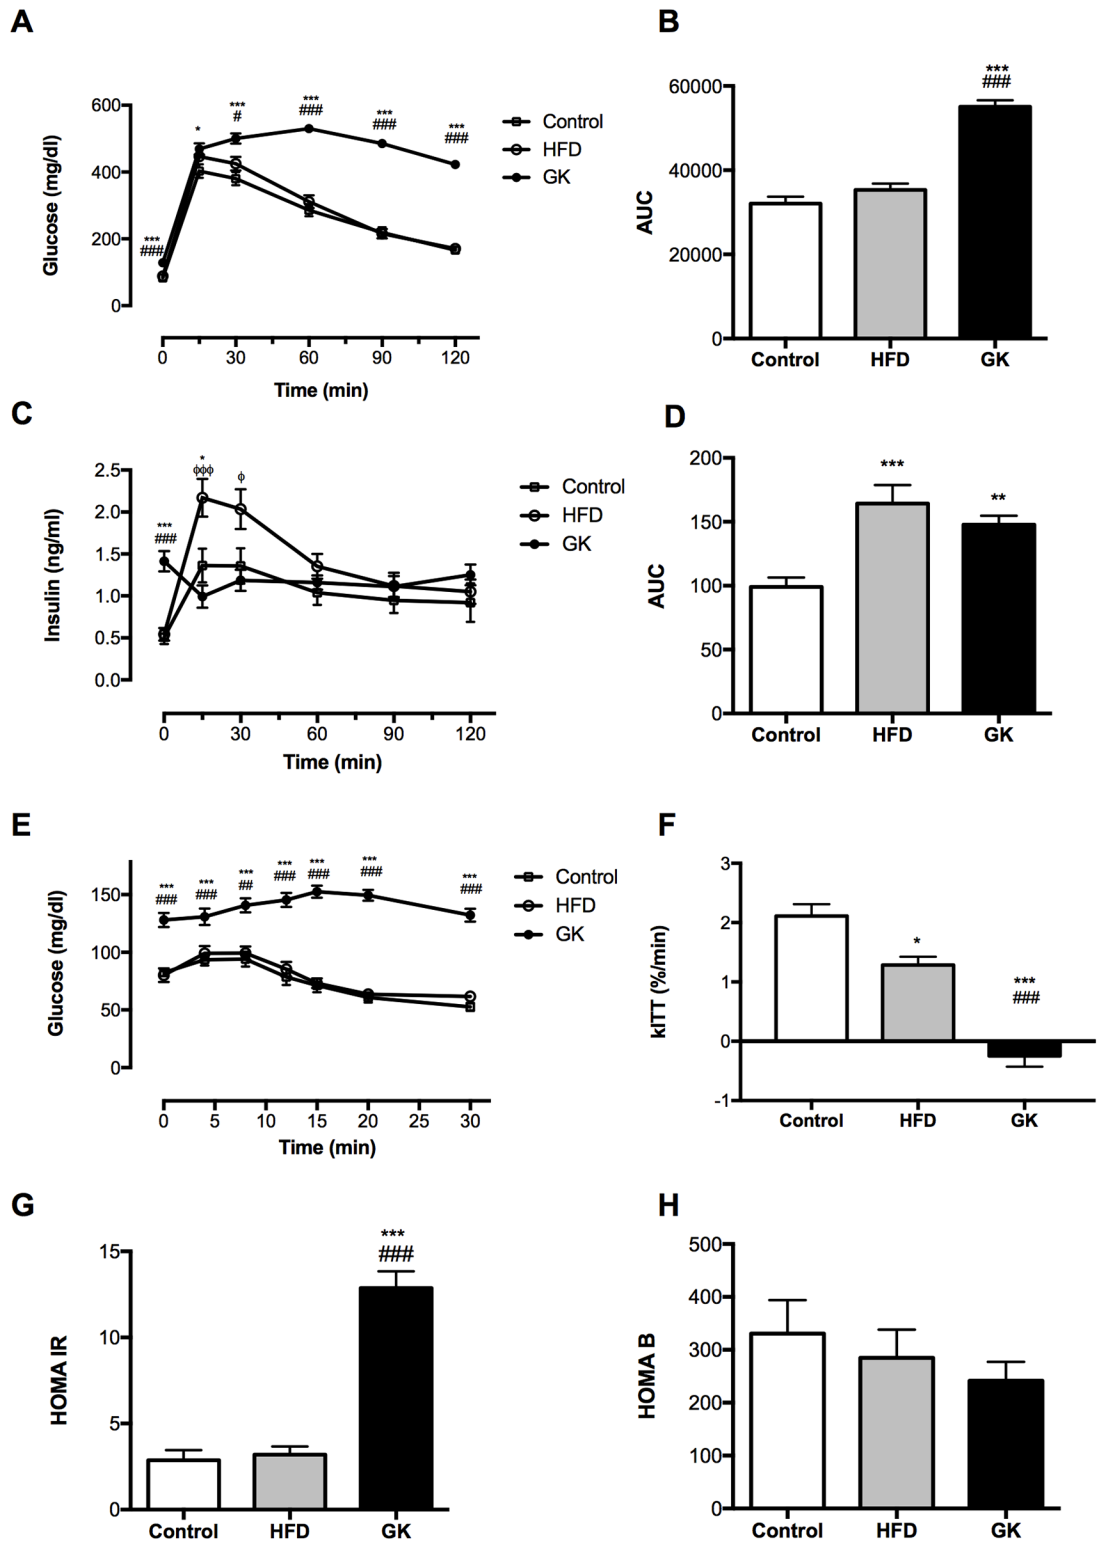 A
Glucose (mg/dl)
600
400
200
0
***
###
*
***
#
***
###
***
###
***
###
Control
HFD
GK
0 30 60 90 120
Time (min)
B
AUC
60000
40000
20000
0
***
###
Control HFD GK
C
Insulin (ng/ml)
2.5
2.0
1.5
1.0
0.5
0.0
***
###
*
ϕϕϕ
ϕ
Control
HFD
GK
0 30 60 90 120
Time (min)
D
AUC
200
150
100
50
0
***
**
Control HFD GK
E
Glucose (mg/dl)
150
100
50
0
***
###
***
###
***
##
***
###
***
###
***
###
***
###
Control
HFD
GK
0 5 10 15 20 25 30
Time (min)
F
kITT (%/min)
3
2
1
0
-1
*
***
###
Control HFD GK
G
HOMA IR
15
10
5
0
***
###
Control HFD GK
H
HOMA B
500
400
300
200
100
0
Control HFD GK